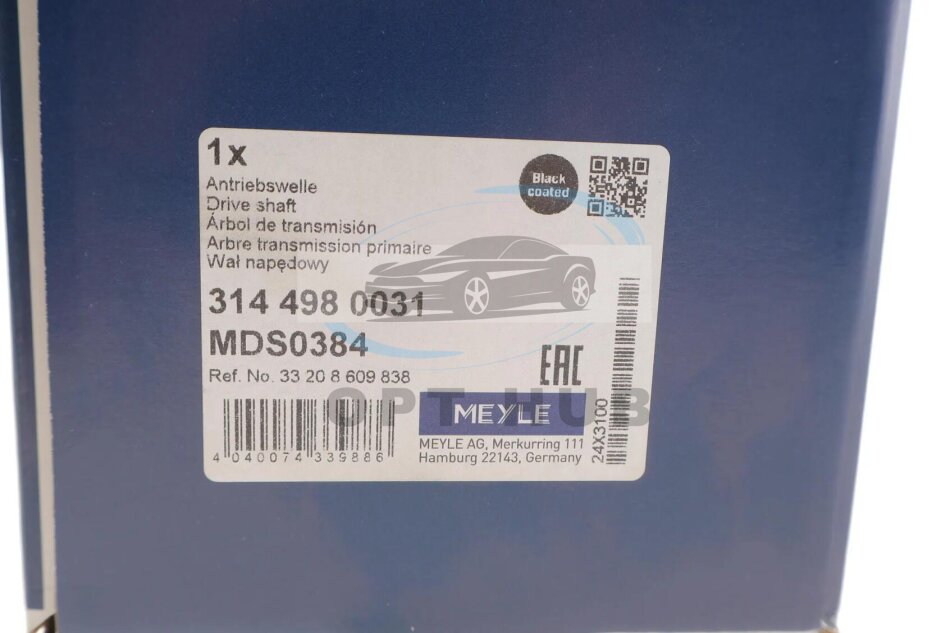 1x
Antriebswelle
Drive shaft
Árbol de transmisión
Arbre transmission primaire
Wał napędowy
Black
coated
314 498 0031
MDS0384
Ref. No. 33 20 8 609 838
EAC
OPT HUB
MEYLE
MEYLE AG, Merkurring 111
Hamburg 22143, Germany
4 040074 339886
24X3100